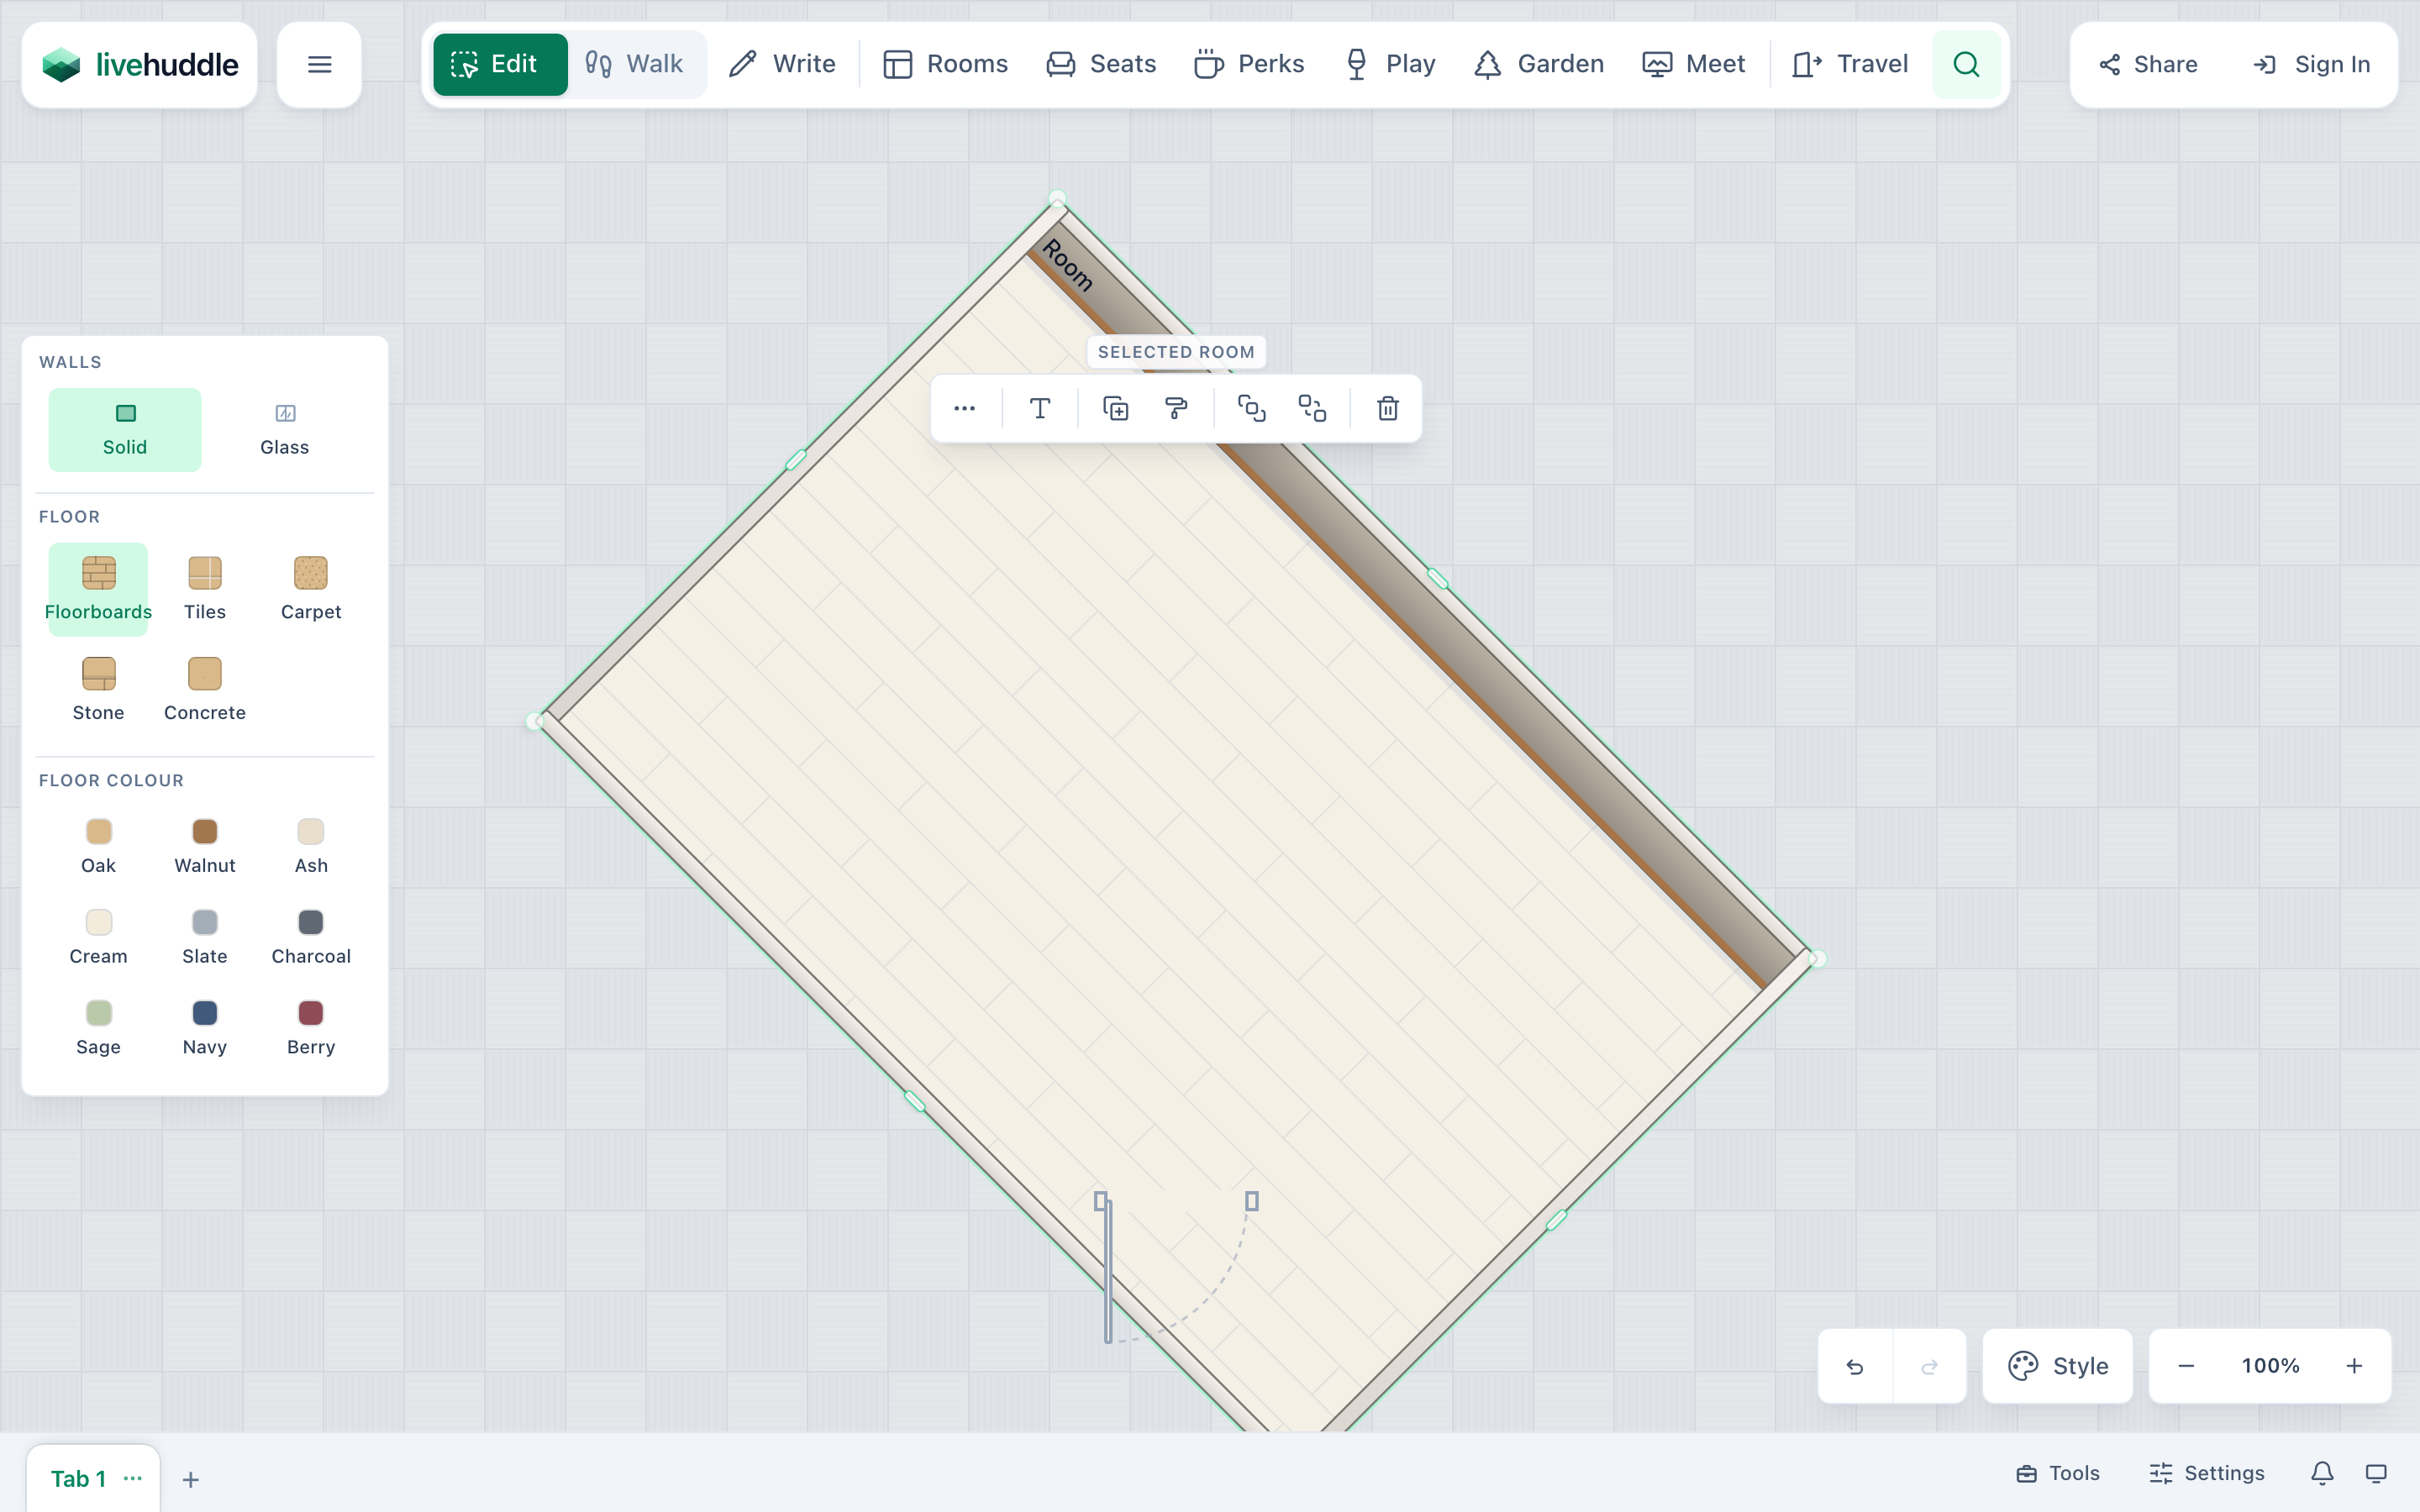 livehuddle
Edit Walk Write Rooms Seats Perks Play Garden Meet Travel
Share Sign In
Room
SELECTED ROOM
WALLS
Solid Glass
FLOOR
Floorboards Tiles Carpet
Stone Concrete
FLOOR COLOUR
Oak Walnut Ash
Cream Slate Charcoal
Sage Navy Berry
Style 100%
Tab 1
Tools Settings